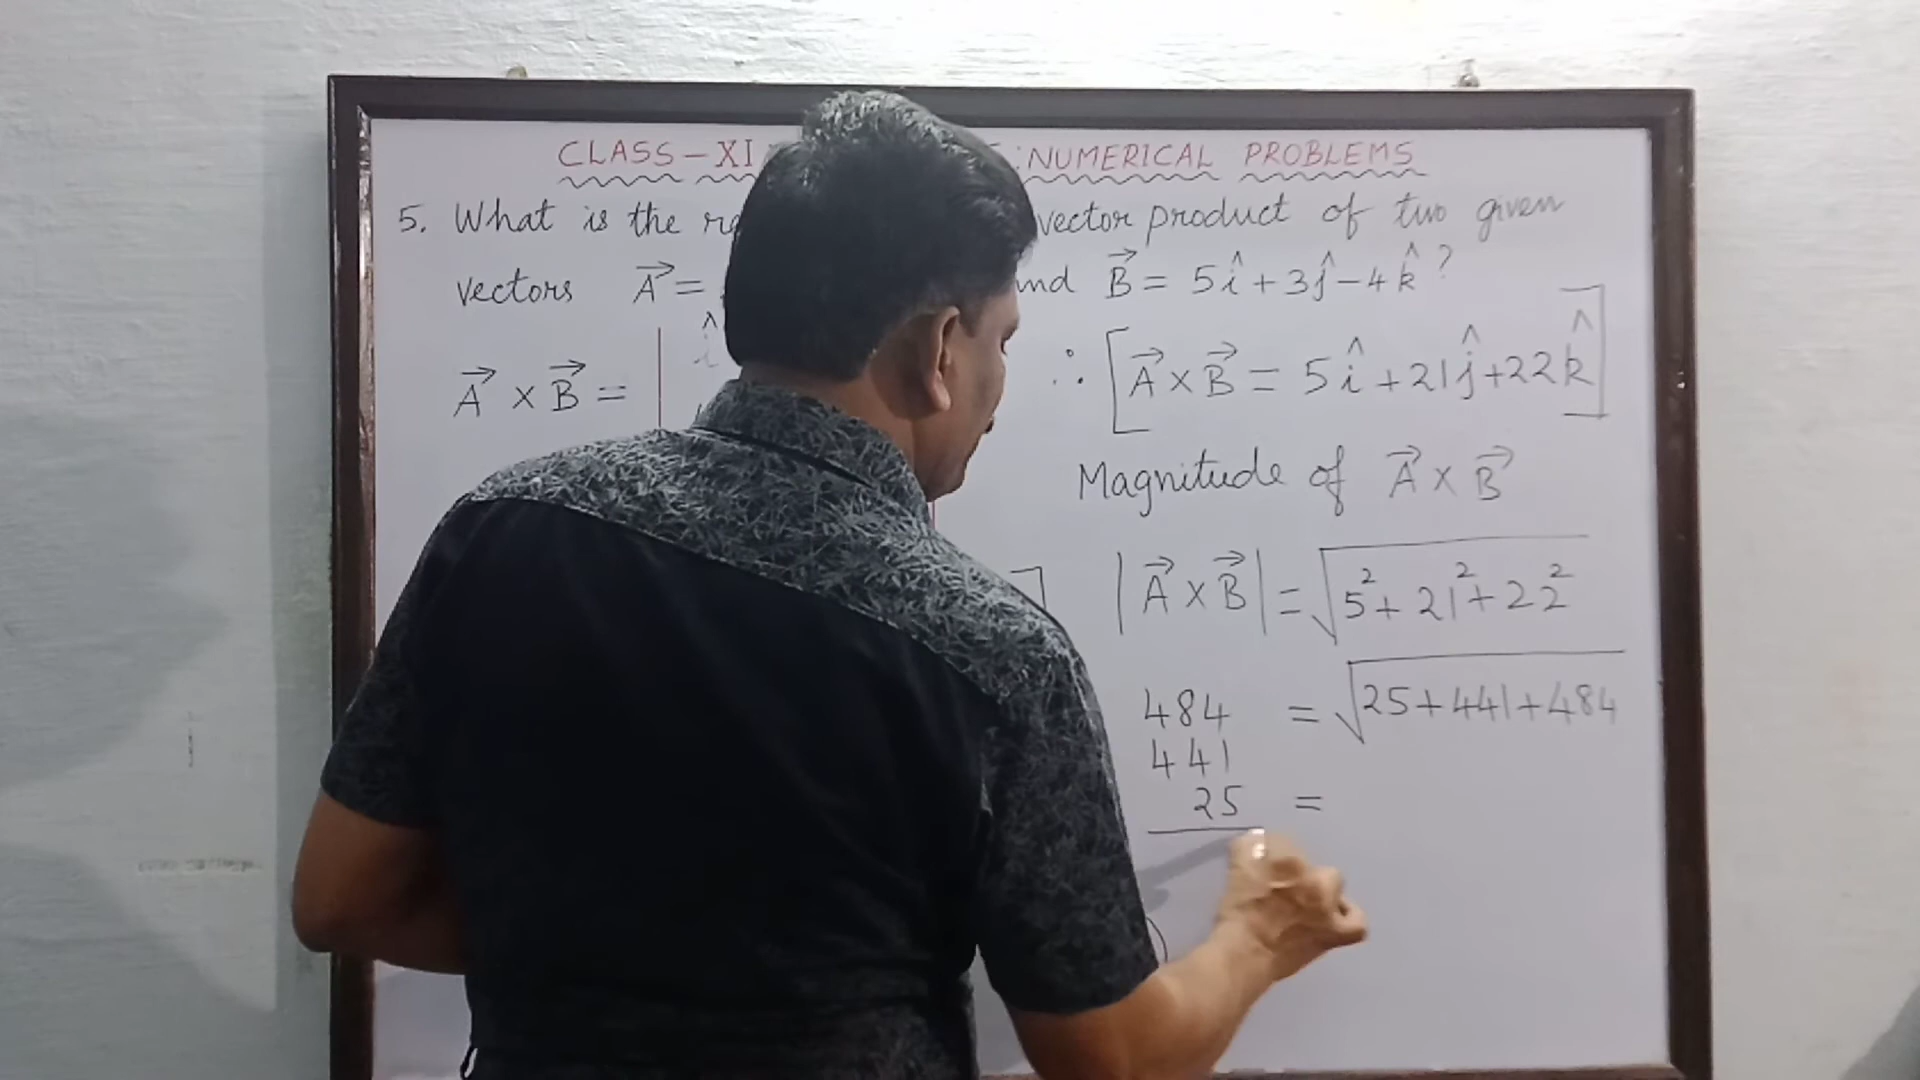 CLASS-XI : NUMERICAL PROBLEMS
5. What is the vector product of two given
vectors A⃗ = B⃗ = 5î + 3ĵ - 4k̂ ?
A⃗ × B⃗ = | î
∴ [A⃗ × B⃗ = 5î + 21ĵ + 22k̂]
Magnitude of A⃗ × B⃗
|A⃗ × B⃗| = √(5² + 21² + 22²)
= √(25 + 441 + 484)
484
441
25
=